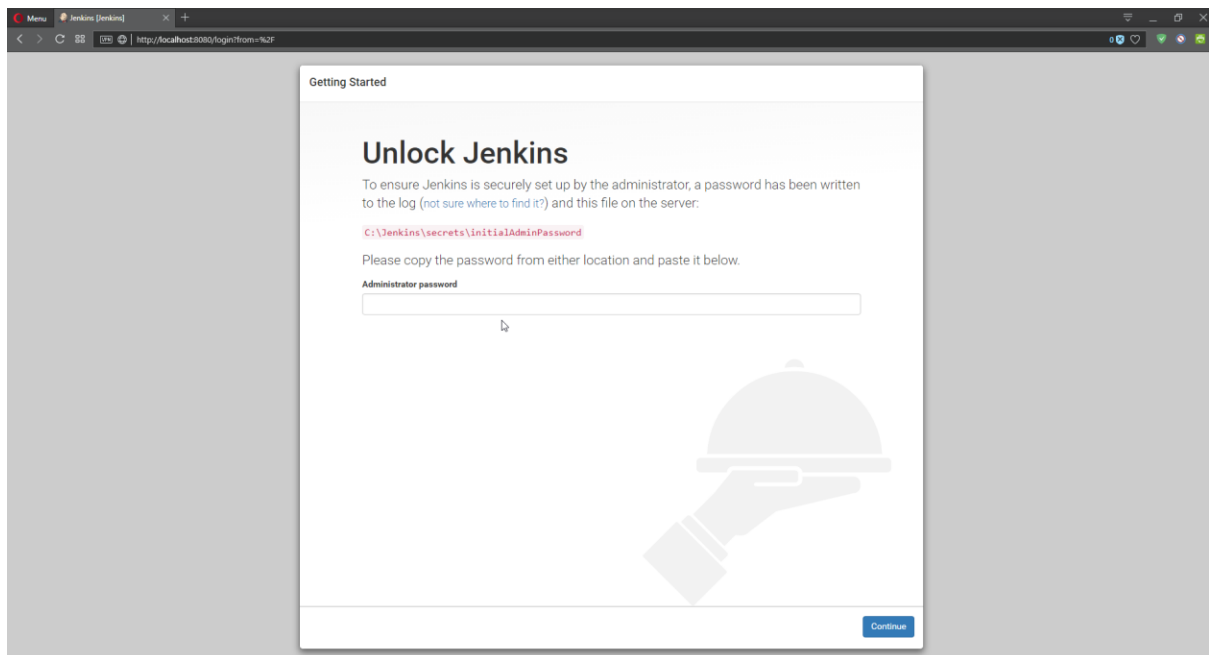 Menu
Jenkins [Jenkins]
VPN
http://localhost:8080/login?from=%2F
0
Getting Started
Unlock Jenkins
To ensure Jenkins is securely set up by the administrator, a password has been written
to the log (not sure where to find it?) and this file on the server:
C:\Jenkins\secrets\initialAdminPassword
Please copy the password from either location and paste it below.
Administrator password
Continue